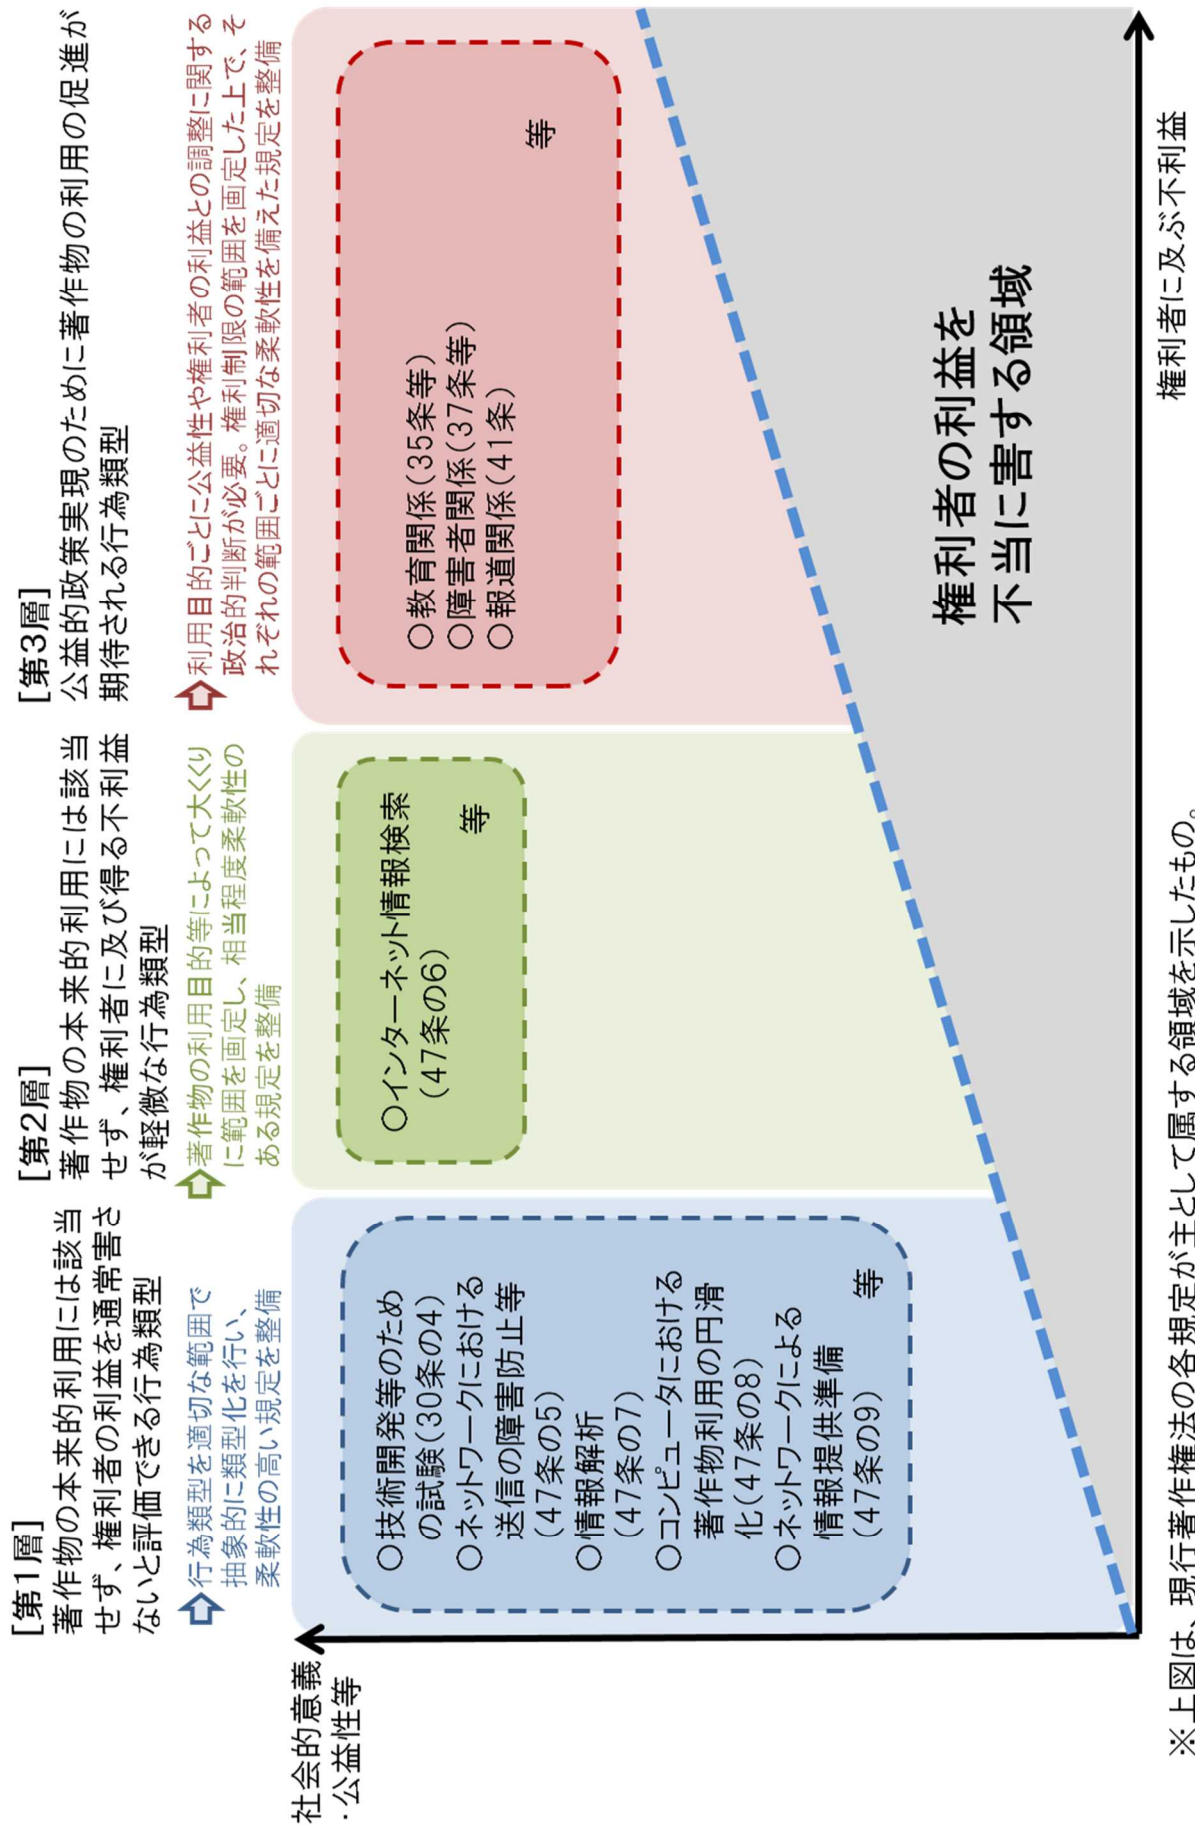 [第1層]
著作物の本来的利用には該当
せず、権利者の利益を通常害さ
ないと評価できる行為類型
行為類型を適切な範囲で
抽象的に類型化を行い、
柔軟性の高い規定を整備
[第2層]
著作物の本来的利用には該当
せず、権利者に及び得る不利益
が軽微な行為類型
著作物の利用目的等によって大くくり
に範囲を画定し、相当程度柔軟性の
ある規定を整備
[第3層]
公益的政策実現のために著作物の利用の促進が
期待される行為類型
利用目的ごとに公益性や権利者の利益との調整に関する
政治的判断が必要。権利制限の範囲を画定した上で、そ
れぞれの範囲ごとに適切な柔軟性を備えた規定を整備
社会的意義
・公益性等
○技術開発等のため
の試験(30条の4)
○ネットワークにおける
送信の障害防止等
(47条の5)
○情報解析
(47条の7)
○コンピュータにおける
著作物利用の円滑
化(47条の8)
○ネットワークによる
情報提供準備
(47条の9)
等
○インターネット情報検索
(47条の6)
等
○教育関係(35条等)
○障害者関係(37条等)
○報道関係(41条)
等
権利者の利益を
不当に害する領域
権利者に及ぶ不利益
※上図は、現行著作権法の各規定が主として属する領域を示したもの。